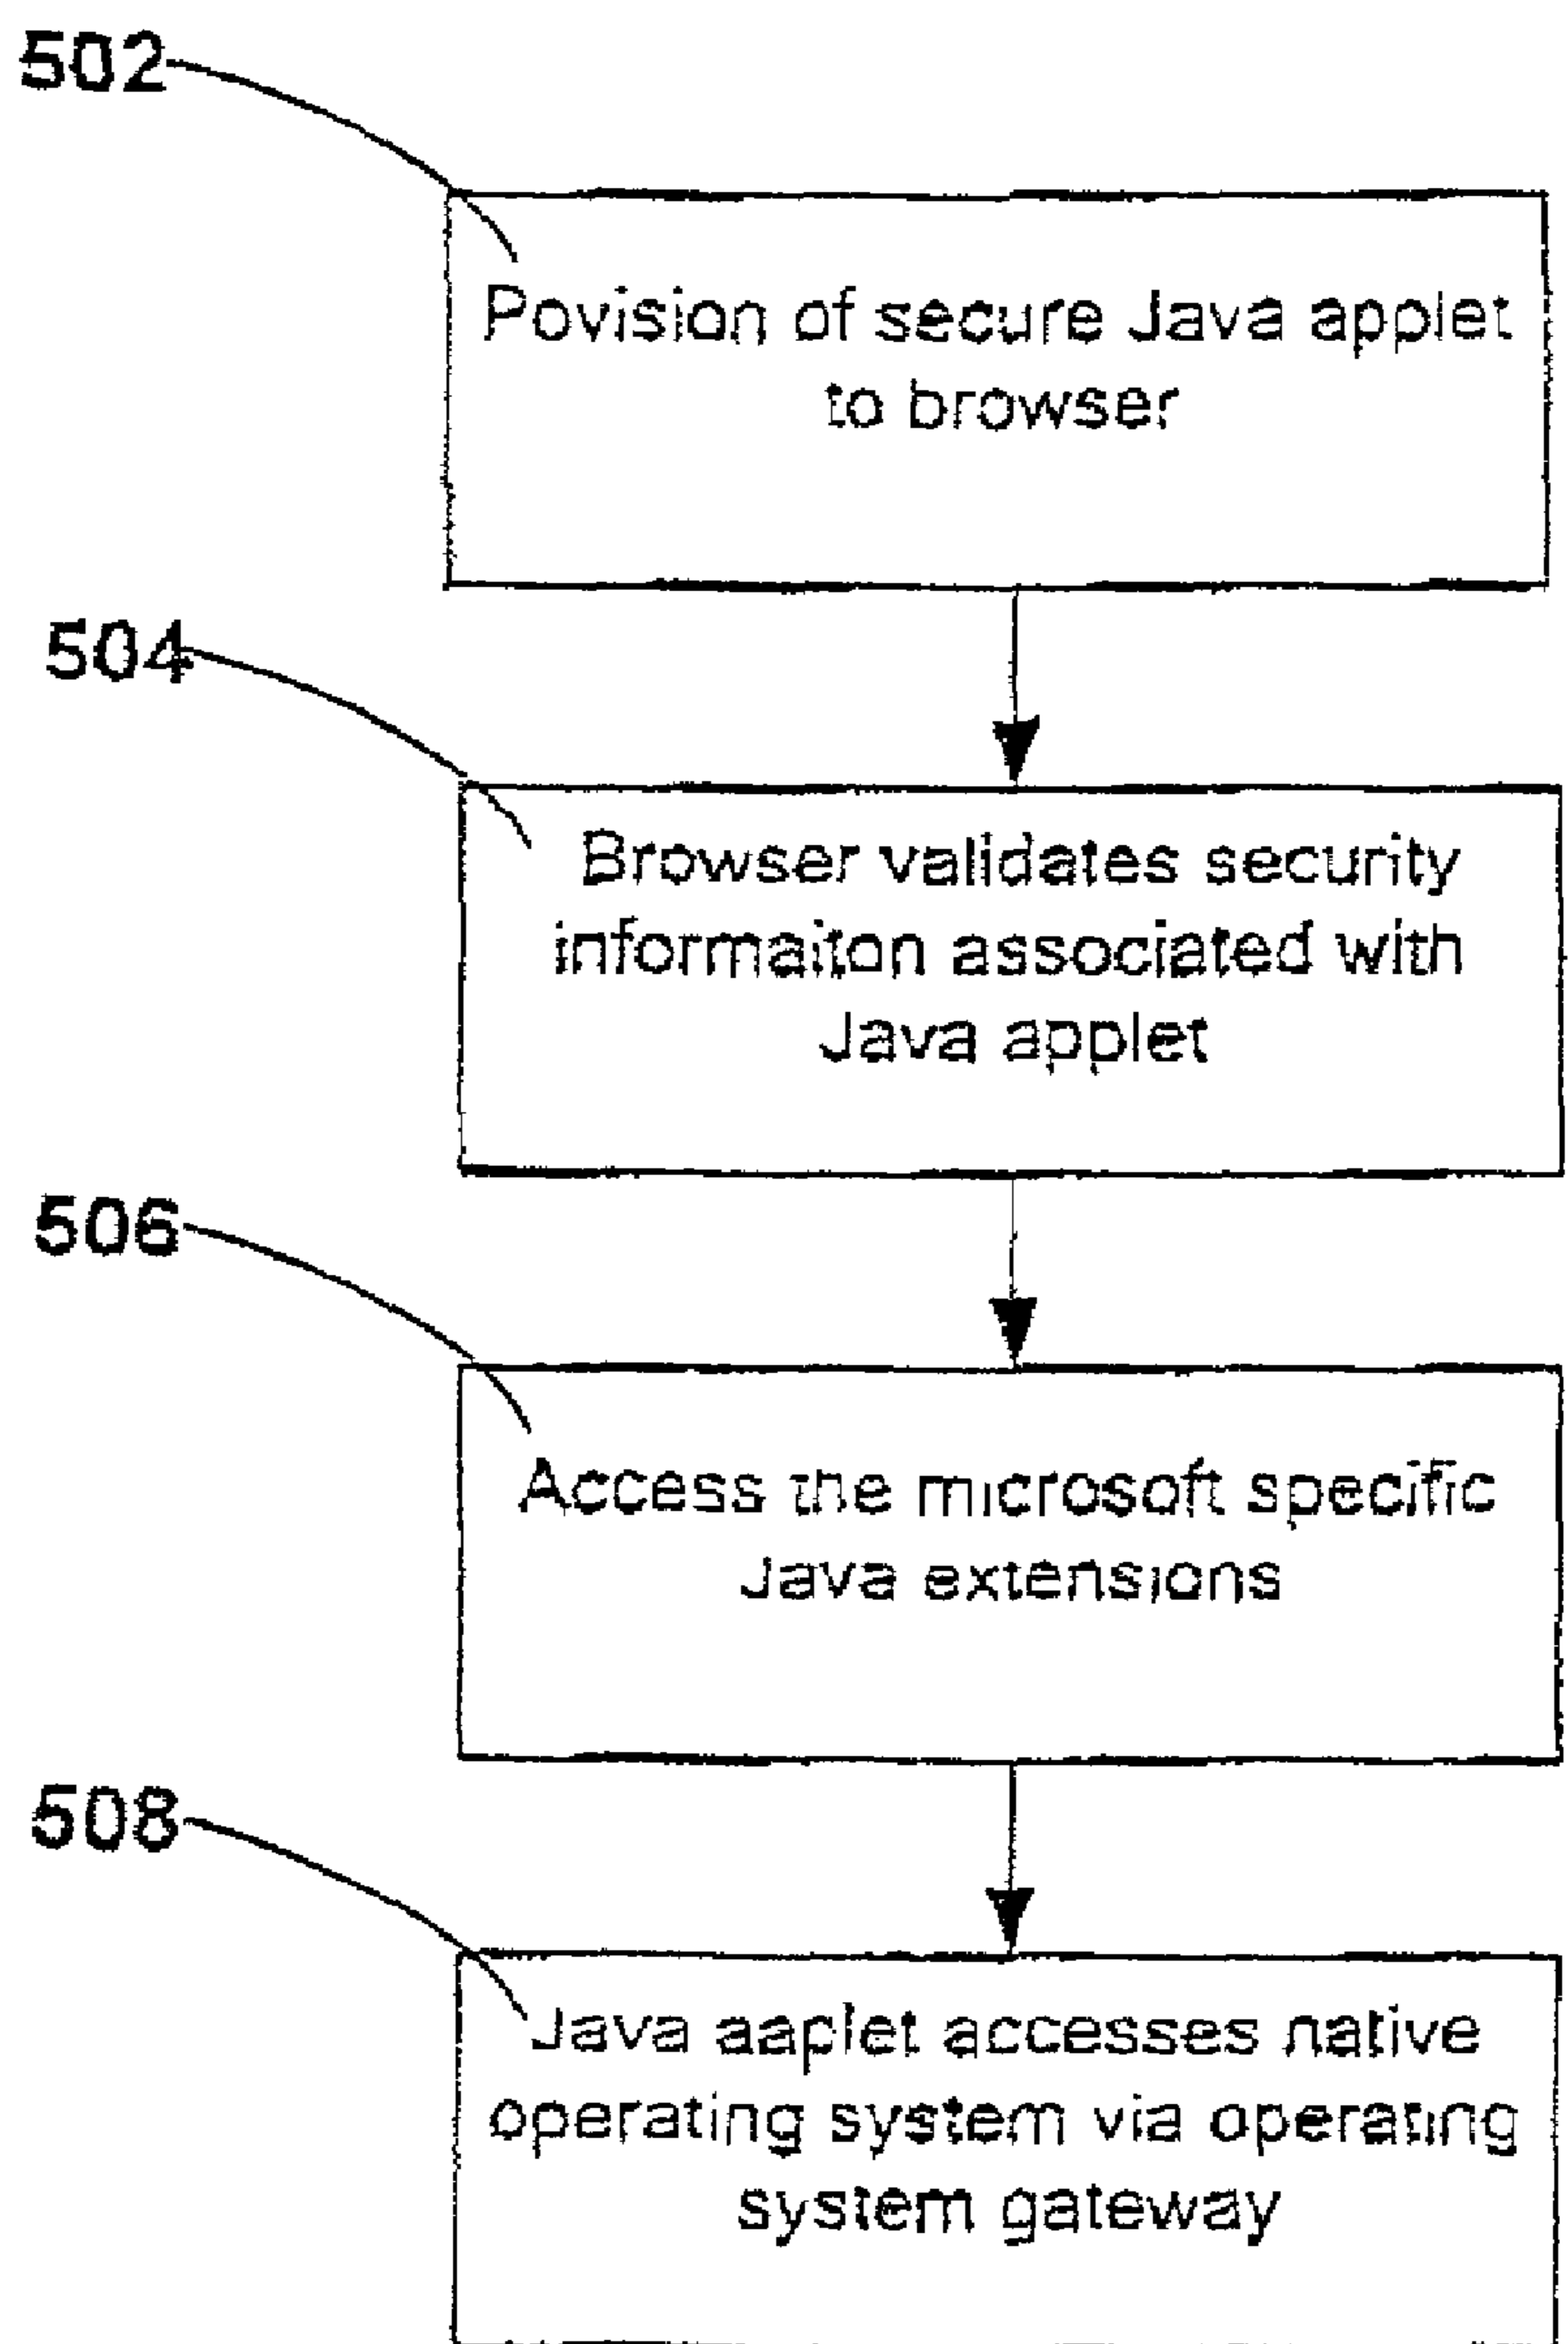 502
Povision of secure Java applet
to browser
504
Browser validates security
informaiton associated with
Java applet
506
Access the microsoft specific
Java extensions
508
Java aaplet accesses native
operating system via operating
system gateway